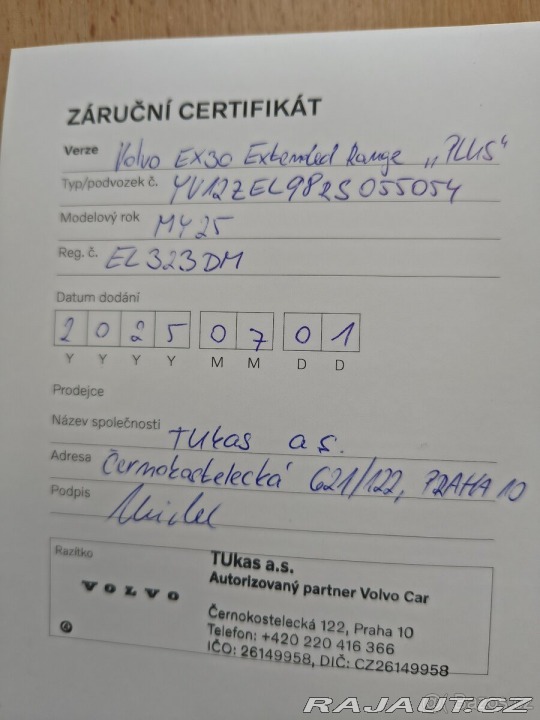 ZÁRUČNÍ CERTIFIKÁT
Verze Volvo EX30 Extended Range „PLUS“
Typ/podvozek č. YV12ZEL982S055054
Modelový rok MY25
Reg. č. EL323DM
Datum dodání
2 0 2 5 0 7 0 1
Y Y Y Y M M D D
Prodejce
Název společnosti TUkas a.s.
Adresa Černokostelecká 621/122, PRAHA 10
Podpis
Razítko
TUkas a.s.
Autorizovaný partner Volvo Car
VOLVO
Černokostelecká 122, Praha 10
Telefon: +420 220 416 366
IČO: 26149958, DIČ: CZ26149958
RAJAUT.CZ